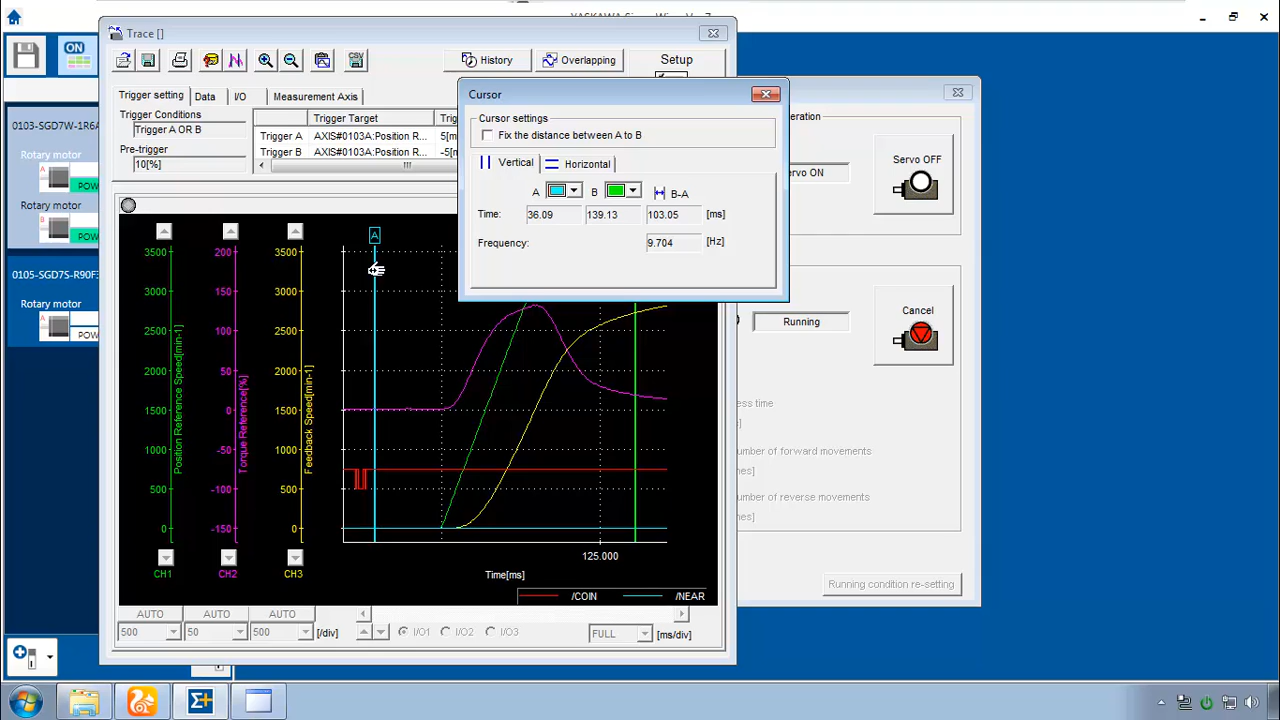 Trace []
ON
History
Overlapping
Setup
CSV
Trigger setting
Data
I/O
Measurement Axis
Trigger Conditions
Trigger A OR B
Pre-trigger
10[%]
Trigger Target
Trigger A
AXIS#0103A:Position R...
5[m
Trigger B
AXIS#0103A:Position R...
-5[m
Cursor
Cursor settings
Fix the distance between A to B
Vertical
Horizontal
A
B
B-A
Time:
36.09
139.13
103.05
[ms]
Frequency:
9.704
[Hz]
0103-SGD7W-1R6A
Rotary motor
A
POW
Rotary motor
B
POW
0105-SGD7S-R90F3
Rotary motor
A
POW
eration
ervo ON
Servo OFF
Cancel
Running
ess time
s]
umber of forward movements
nes]
umber of reverse movements
nes]
Running condition re-setting
3500
3000
2500
2000
1500
1000
500
0
Position Reference Speed[min-1]
CH1
200
150
100
50
0
-50
-100
-150
Torque Reference[%]
CH2
3500
3000
2500
2000
1500
1000
500
0
Feedback Speed[min-1]
CH3
A
125.000
Time[ms]
/COIN
/NEAR
AUTO
AUTO
AUTO
500
50
500
[/div]
I/O1
I/O2
I/O3
FULL
[ms/div]